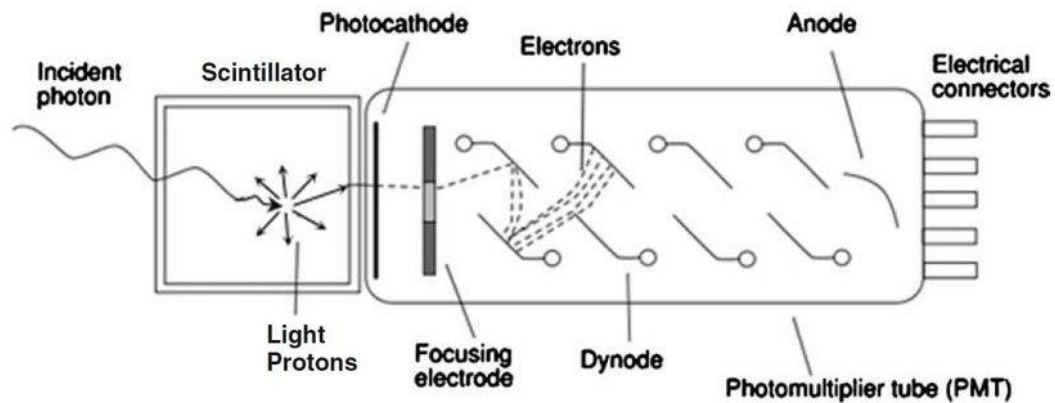 Photocathode
Anode
Electrons
Scintillator
Incident
photon
Electrical
connectors
Light
Protons
Focusing
electrode
Dynode
Photomultiplier tube (PMT)